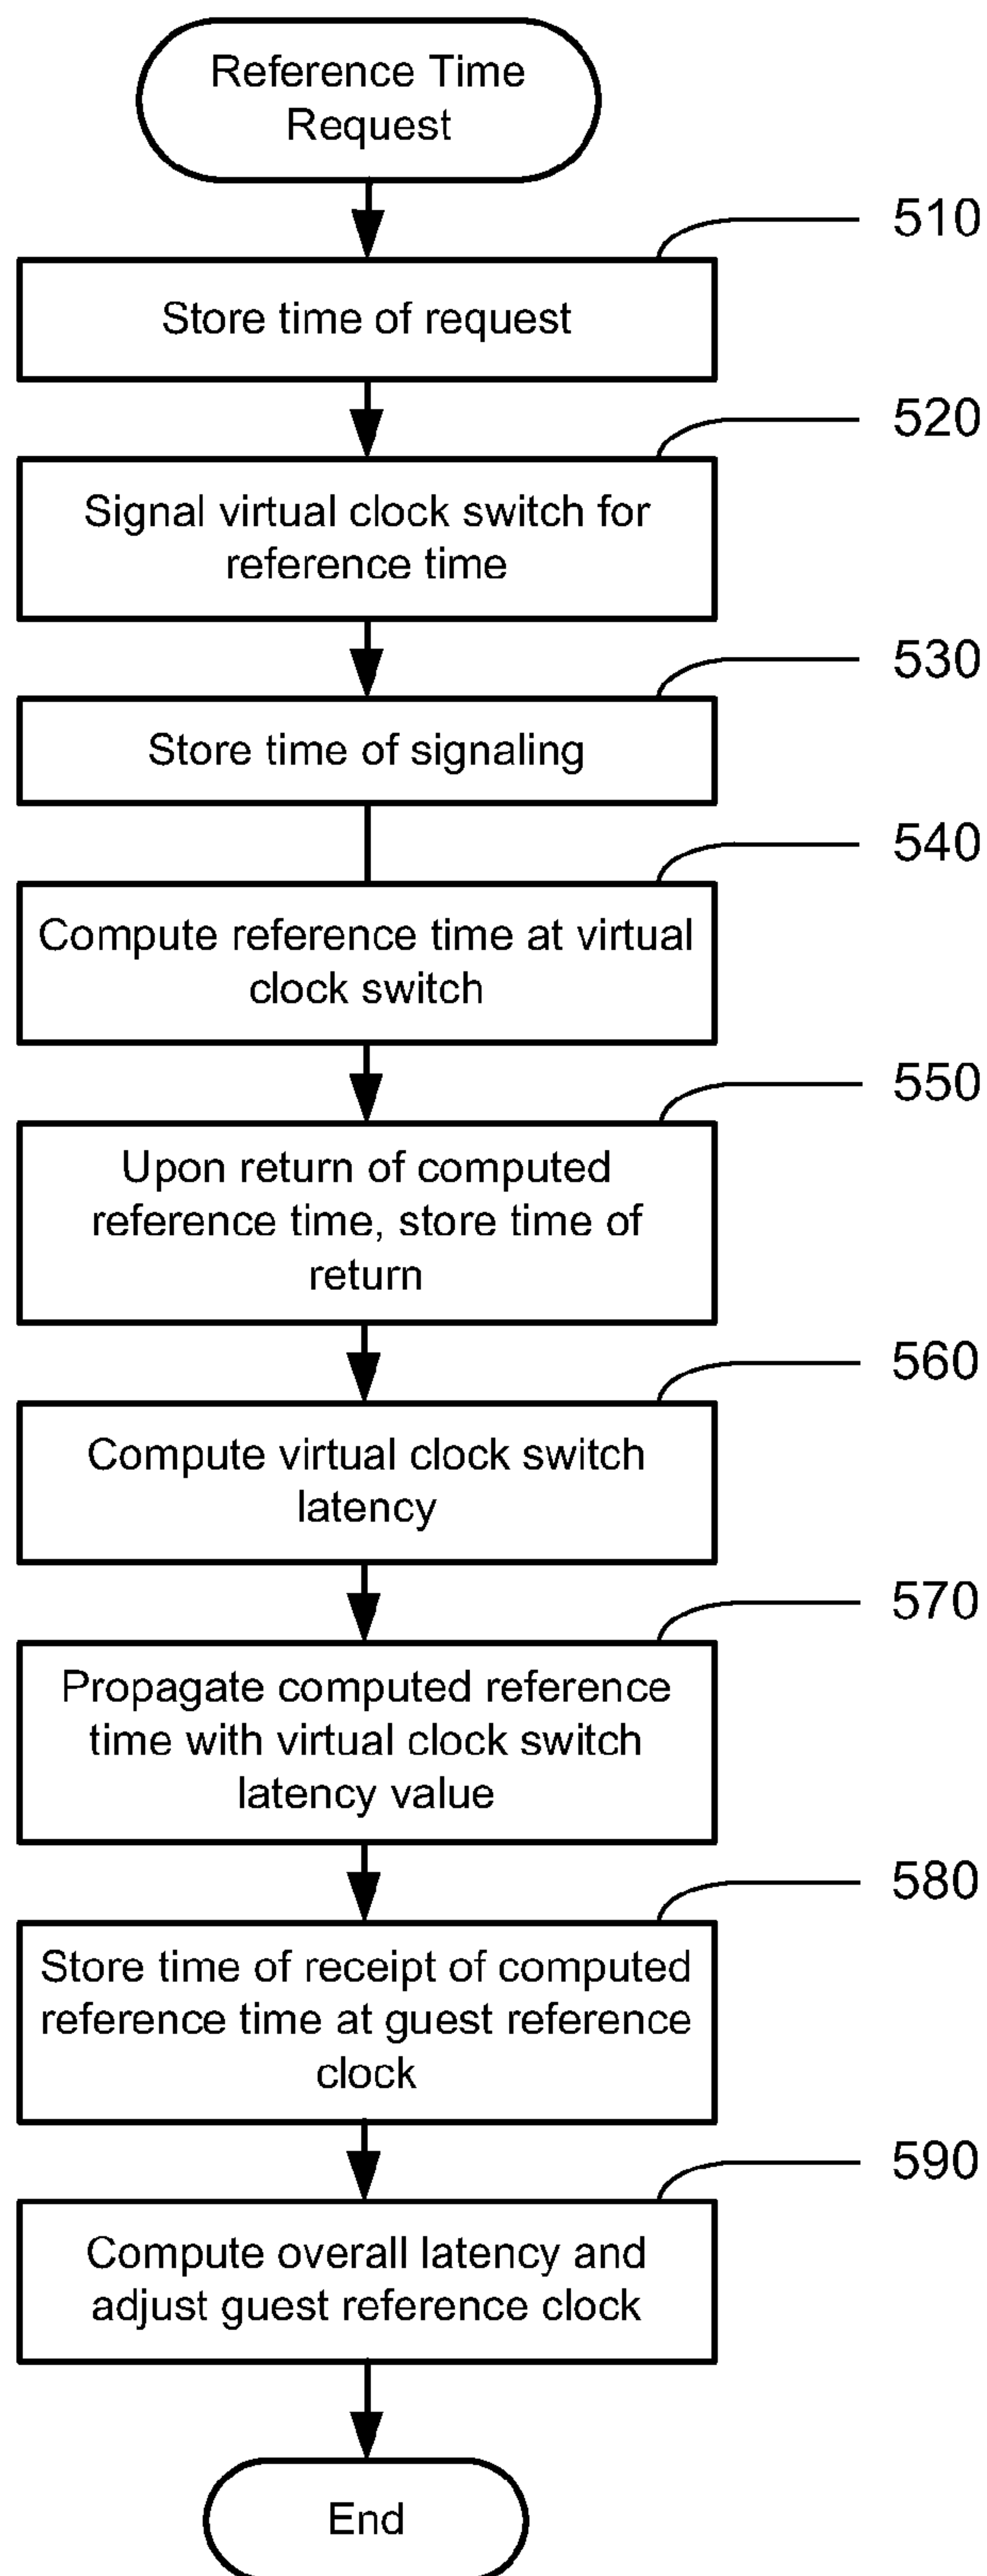 Reference Time
Request
510
Store time of request
520
Signal virtual clock switch for
reference time
530
Store time of signaling
540
Compute reference time at virtual
clock switch
550
Upon return of computed
reference time, store time of
return
560
Compute virtual clock switch
latency
570
Propagate computed reference
time with virtual clock switch
latency value
580
Store time of receipt of computed
reference time at guest reference
clock
590
Compute overall latency and
adjust guest reference clock
End